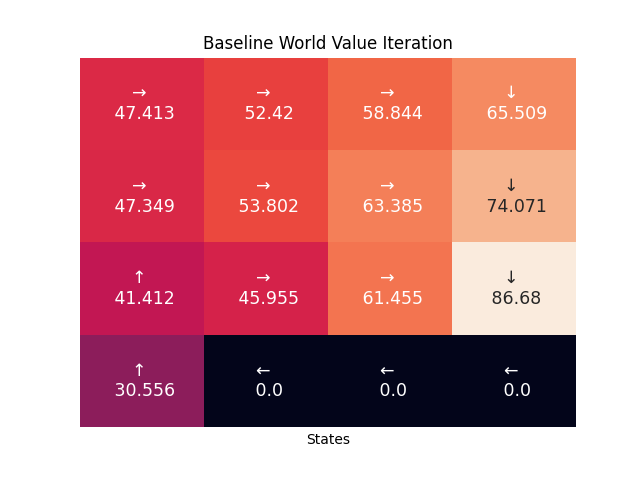 Baseline World Value Iteration
→ → → ↓
47.413 52.42 58.844 65.509
→ → → ↓
47.349 53.802 63.385 74.071
↑ → → ↓
41.412 45.955 61.455 86.68
↑ ← ← ←
30.556 0.0 0.0 0.0
States